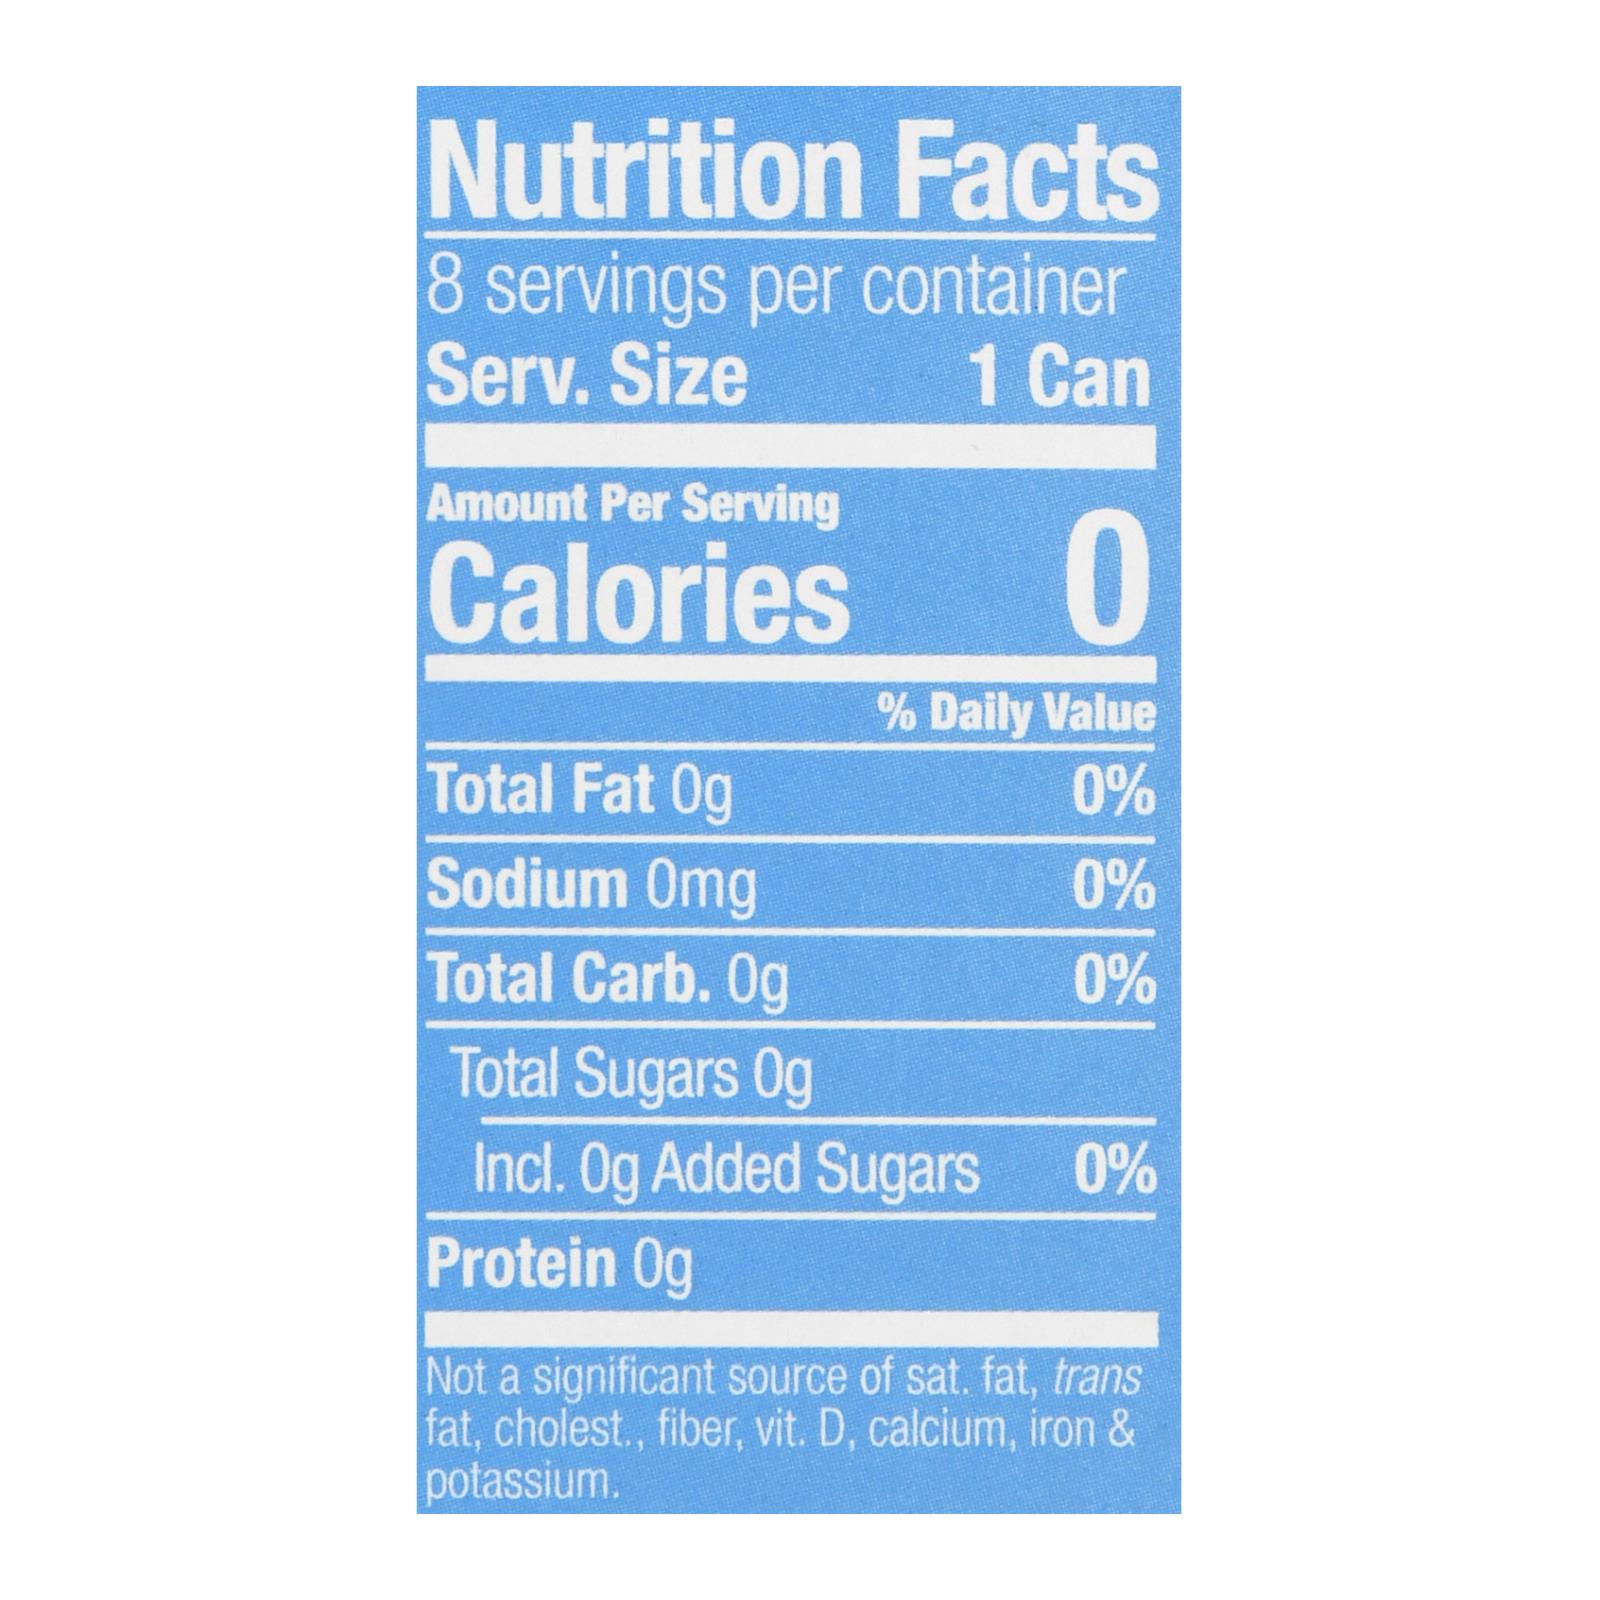 Nutrition Facts
8 servings per container
Serv. Size 1 Can
Amount Per Serving
Calories 0
% Daily Value
Total Fat 0g 0%
Sodium 0mg 0%
Total Carb. 0g 0%
Total Sugars 0g
Incl. 0g Added Sugars 0%
Protein 0g
Not a significant source of sat. fat, trans
fat, cholest., fiber, vit. D, calcium, iron &
potassium.